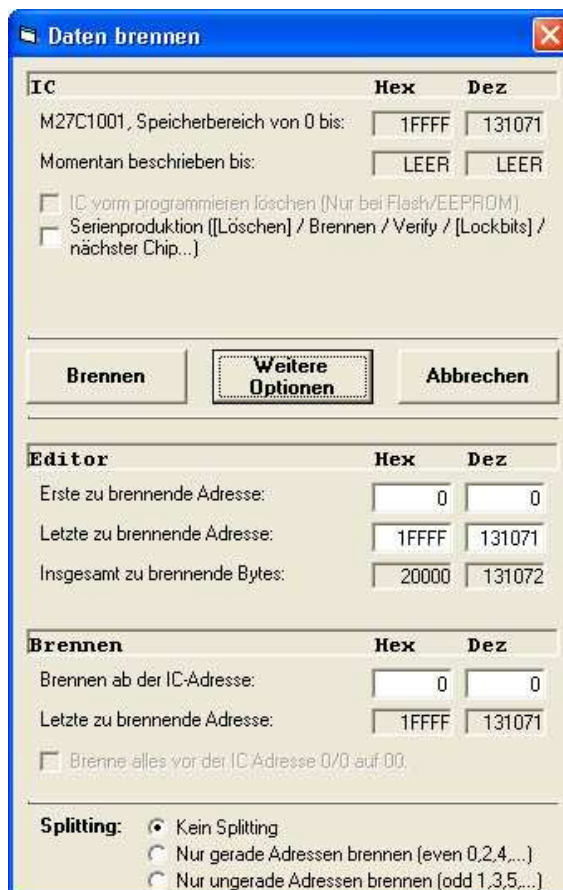 Daten brennen
IC Hex Dez
M27C1001, Speicherbereich von 0 bis: 1FFFF 131071
Momentan beschrieben bis: LEER LEER
IC vorm programmieren löschen (Nur bei Flash/EEPROM).
Serienproduktion ([Löschen] / Brennen / Verify / [Lockbits] /
nächster Chip...)
Brennen Weitere Optionen Abbrechen
Editor Hex Dez
Erste zu brennende Adresse: 0 0
Letzte zu brennende Adresse: 1FFFF 131071
Insgesamt zu brennende Bytes: 20000 131072
Brennen Hex Dez
Brennen ab der IC-Adresse: 0 0
Letzte zu brennende Adresse: 1FFFF 131071
Brenne alles vor der IC Adresse 0/0 auf 00.
Splitting: Kein Splitting
Nur gerade Adressen brennen (even 0,2,4,...)
Nur ungerade Adressen brennen (odd 1,3,5,...)